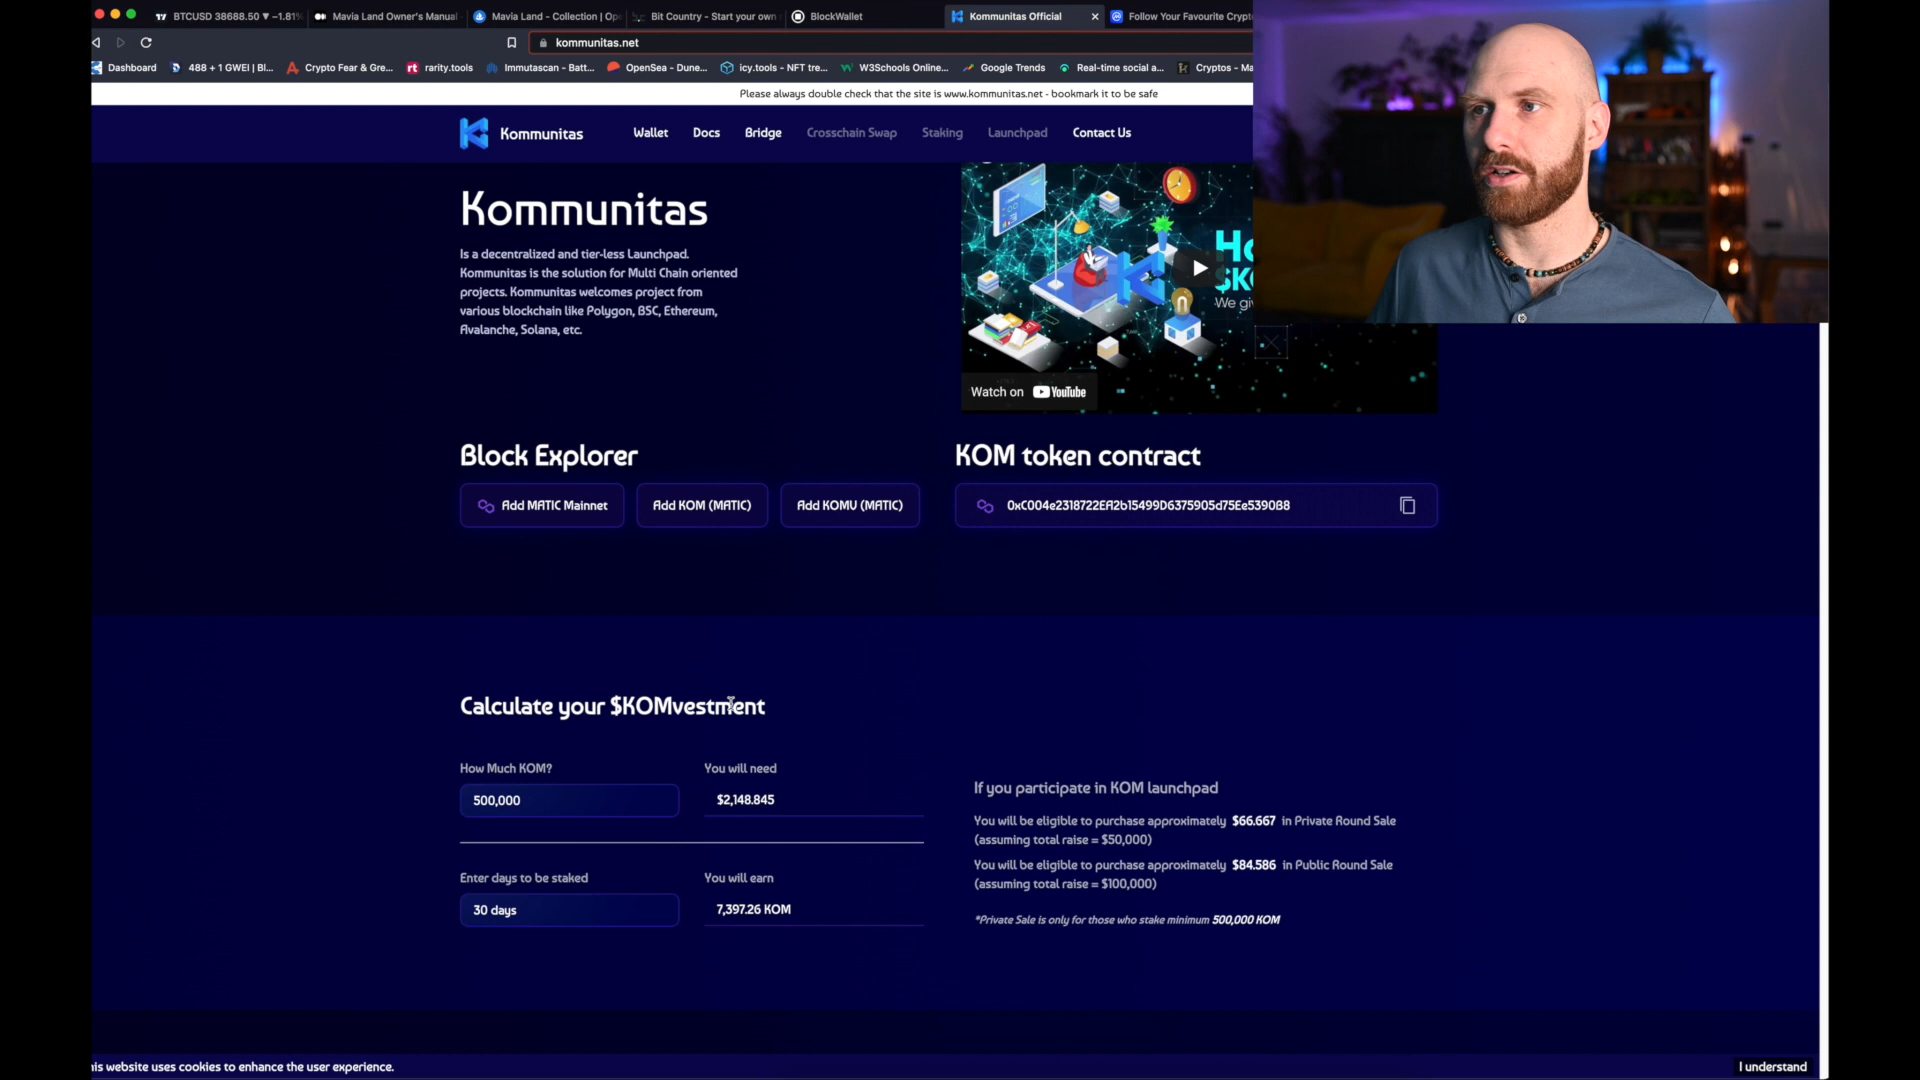 BTCUSD 38688.50 ▼ −1.81%
Mavia Land Owner's Manual
Mavia Land - Collection | Op
Bit Country - Start your own
BlockWallet
Kommunitas Official
Follow Your Favourite Crypt
kommunitas.net
Dashboard
488 + 1 GWEI | Bl...
Crypto Fear & Gre...
rarity.tools
Immutascan - Batt...
OpenSea - Dune...
icy.tools - NFT tre...
W3Schools Online...
Google Trends
Real-time social a...
Cryptos - Ma
Please always double check that the site is www.kommunitas.net - bookmark it to be safe
Kommunitas
Wallet
Docs
Bridge
Crosschain Swap
Staking
Launchpad
Contact Us
Kommunitas
Is a decentralized and tier-less Launchpad.
Kommunitas is the solution for Multi Chain oriented
projects. Kommunitas welcomes project from
various blockchain like Polygon, BSC, Ethereum,
Avalanche, Solana, etc.
Ho
$K
We giv
Watch on YouTube
Block Explorer
Add MATIC Mainnet
Add KOM (MATIC)
Add KOMV (MATIC)
KOM token contract
0xC004e2318722EA2b15499D6375905d75Ee5390B8
Calculate your $KOMvestment
How Much KOM?
You will need
500,000
$2,148.845
Enter days to be staked
You will earn
30 days
7,397.26 KOM
If you participate in KOM launchpad
You will be eligible to purchase approximately $66.667 in Private Round Sale
(assuming total raise = $50,000)
You will be eligible to purchase approximately $84.586 in Public Round Sale
(assuming total raise = $100,000)
*Private Sale is only for those who stake minimum 500,000 KOM
his website uses cookies to enhance the user experience.
I understand